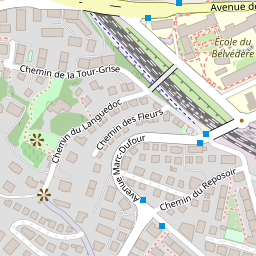 Avenue de
École du
Belvédère
Chemin de la Tour-Grise
Chemin du Languedoc
Chemin des Fleurs
Avenue Marc-Dufour
Chemin du Reposoir